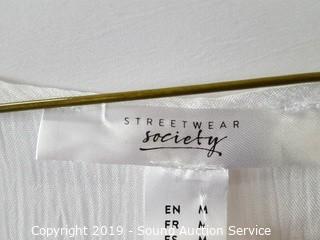 STREETWEAR
society
EN M
FR M
ES M
Copyright 2019 - Sound Auction Service